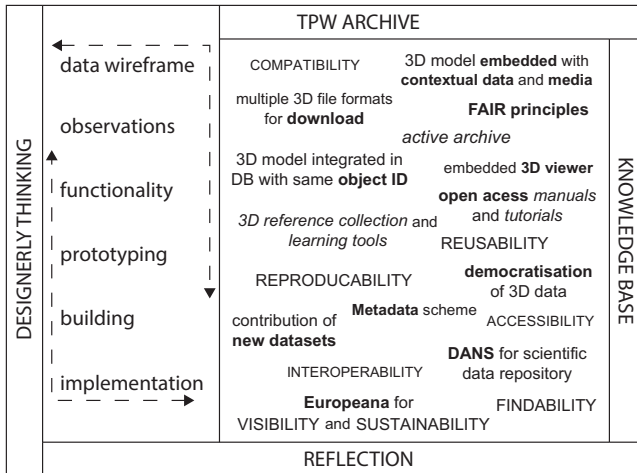 TPW ARCHIVE
DESIGNERLY THINKING
data wireframe
observations
functionality
prototyping
building
implementation
COMPATIBILITY
3D model embedded with
contextual data and media
multiple 3D file formats
for download
FAIR principles
active archive
3D model integrated in
DB with same object ID
embedded 3D viewer
open acess manuals
and tutorials
3D reference collection and
learning tools
REUSABILITY
REPRODUCABILITY
democratisation
of 3D data
Metadata scheme
contribution of
new datasets
ACCESSIBILITY
DANS for scientific
data repository
INTEROPERABILITY
Europeana for
VISIBILITY and SUSTAINABILITY
FINDABILITY
KNOWLEDGE BASE
REFLECTION